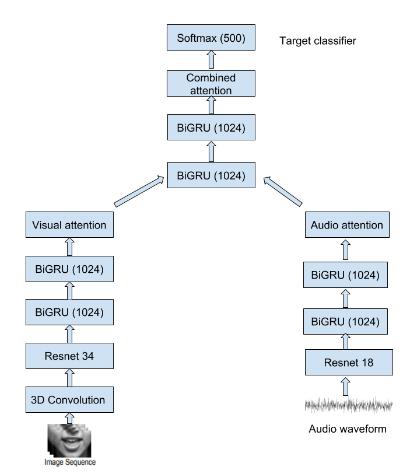 Softmax (500)
Target classifier
Combined
attention
BiGRU (1024)
BiGRU (1024)
Visual attention
BiGRU (1024)
BiGRU (1024)
Resnet 34
3D Convolution
Image Sequence
Audio attention
BiGRU (1024)
BiGRU (1024)
Resnet 18
Audio waveform